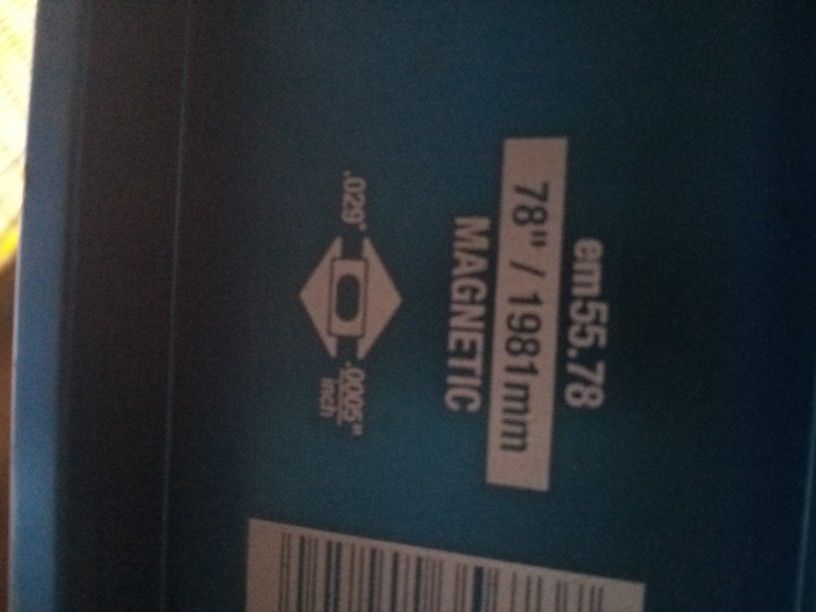 em55.78
78" / 1981mm
MAGNETIC
.029"
.0005"
inch